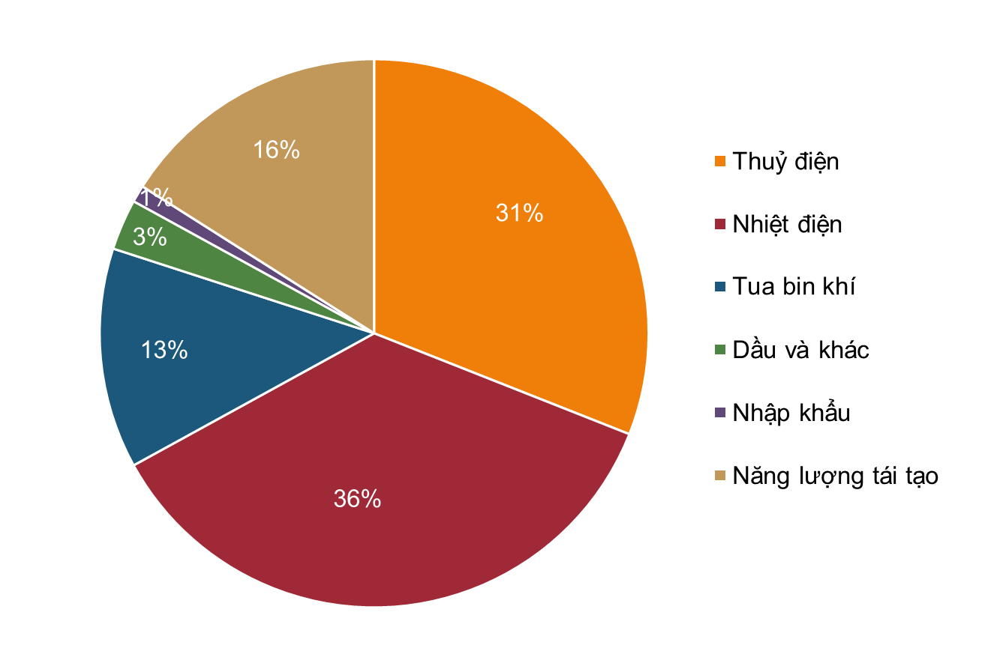 16%
31%
1%
3%
13%
36%
Thuỷ điện
Nhiệt điện
Tua bin khí
Dầu và khác
Nhập khẩu
Năng lượng tái tạo